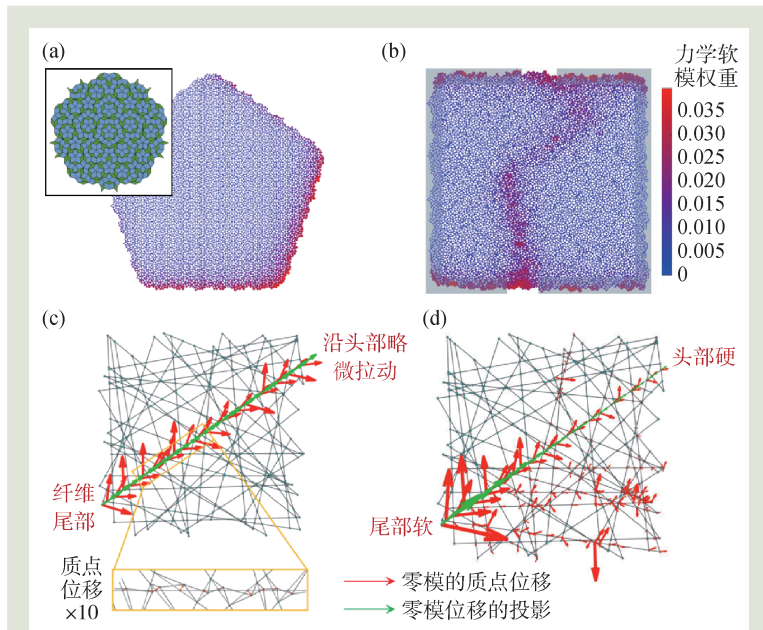 (a)
(b)
力学软
模权重
0.035
0.030
0.025
0.020
0.015
0.010
0.005
0
(c)
沿头部略
微拉动
纤维
尾部
质点
位移
×10
(d)
头部硬
尾部软
零模的质点位移
零模位移的投影